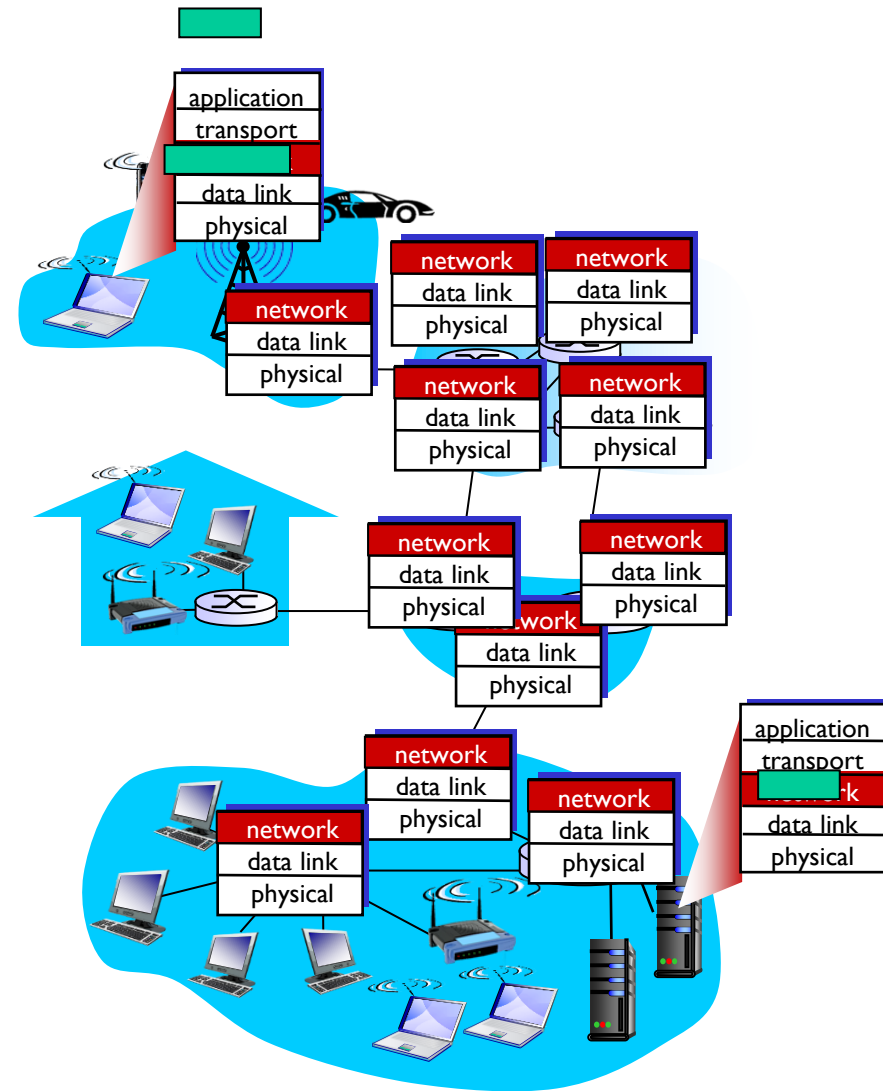 application
transport
data link
physical
network
data link
physical
network
data link
physical
network
data link
physical
network
data link
physical
network
data link
physical
network
data link
physical
network
data link
physical
network
data link
physical
network
data link
physical
network
data link
physical
network
data link
physical
application
transport
network
data link
physical